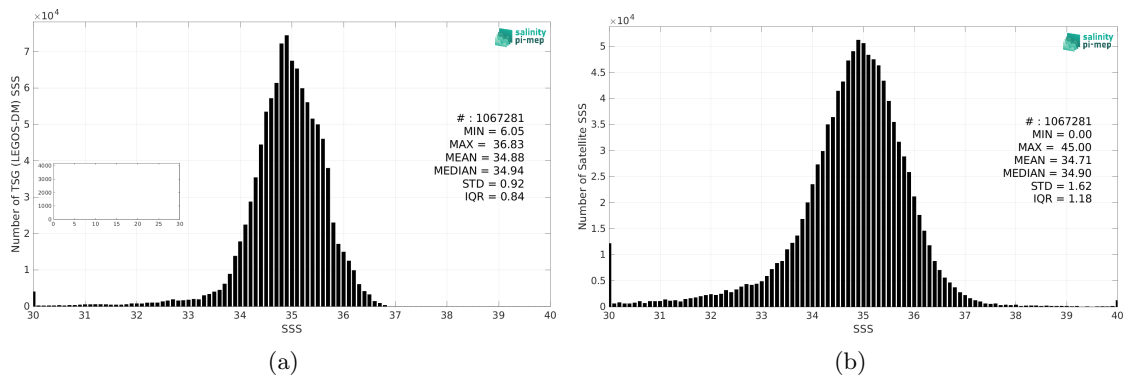 ×10⁴
7
6
5
4
3
2
1
0
Number of TSG (LEGOS-DM) SSS
salinity
pi-mep
# : 1067281
MIN = 6.05
MAX = 36.83
MEAN = 34.88
MEDIAN = 34.94
STD = 0.92
IQR = 0.84
4000
3000
2000
1000
0
0 5 10 15 20 25 30
30 31 32 33 34 35 36 37 38 39 40
SSS
(a)
×10⁴
5
4.5
4
3.5
3
2.5
2
1.5
1
0.5
0
Number of Satellite SSS
salinity
pi-mep
# : 1067281
MIN = 0.00
MAX = 45.00
MEAN = 34.71
MEDIAN = 34.90
STD = 1.62
IQR = 1.18
30 31 32 33 34 35 36 37 38 39 40
SSS
(b)